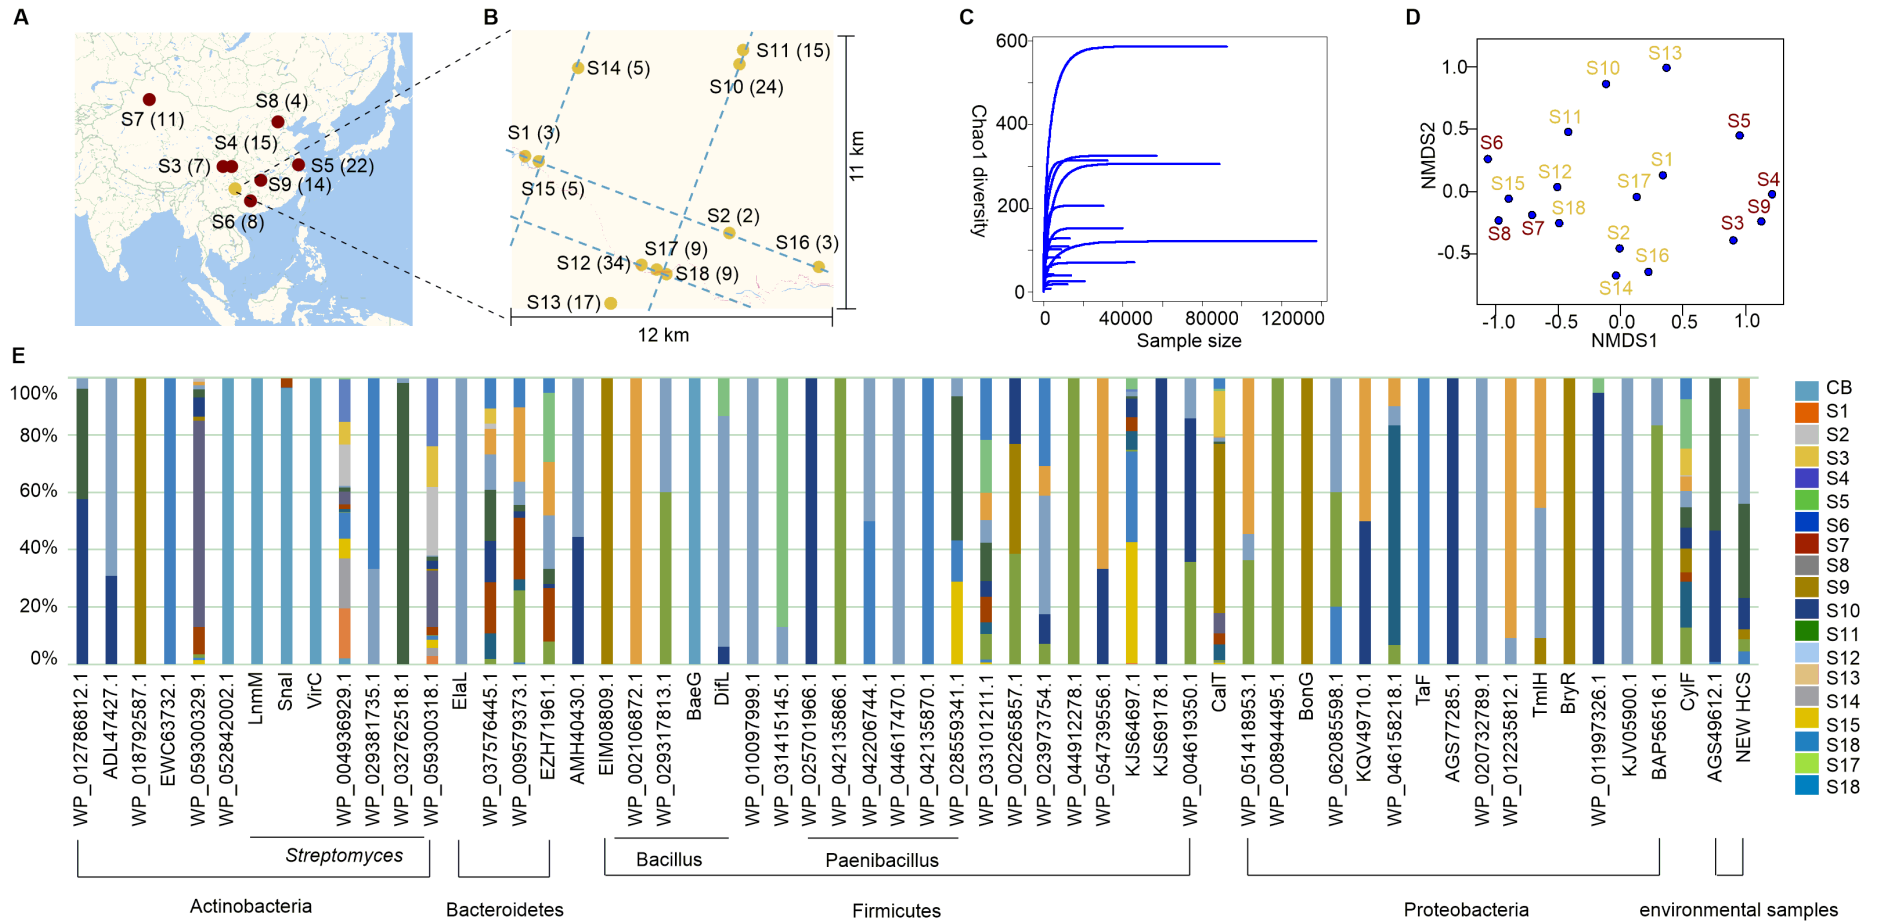 A
B
C
D
S7 (11)
S8 (4)
S4 (15)
S3 (7)
S5 (22)
S9 (14)
S6 (8)
S14 (5)
S11 (15)
S10 (24)
S1 (3)
S15 (5)
S2 (2)
S16 (3)
S17 (9)
S12 (34)
S18 (9)
S13 (17)
11 km
12 km
600
400
200
0
Chao1 diversity
0 40000 80000 120000
Sample size
1.0
0.5
0.0
-0.5
NMDS2
S13
S10
S5
S11
S6
S1
S12
S15
S17
S4
S18
S9
S8
S7
S3
S2
S16
S14
-1.0 -0.5 0.0 0.5 1.0
NMDS1
E
100%
80%
60%
40%
20%
0%
CB
S1
S2
S3
S4
S5
S6
S7
S8
S9
S10
S11
S12
S13
S14
S15
S18
S17
S18
WP_012786812.1
ADL47427.1
WP_018792587.1
EWC63732.1
WP_059300329.1
WP_052842002.1
LnmM
SnaI
VirC
WP_004936929.1
WP_029381735.1
WP_032762518.1
WP_059300318.1
ElaL
WP_037576445.1
WP_009579373.1
EZH71961.1
AMH40430.1
EIM08809.1
WP_002106872.1
WP_029317813.1
BaeG
DifL
WP_010097999.1
WP_031415145.1
WP_025701966.1
WP_042135866.1
WP_042206744.1
WP_044617470.1
WP_042135870.1
WP_028559341.1
WP_033101211.1
WP_002265857.1
WP_023973754.1
WP_044912278.1
WP_054739556.1
KJS64697.1
KJS69178.1
WP_004619350.1
CalT
WP_051418953.1
WP_008944495.1
BonG
WP_062085598.1
KQV49710.1
WP_046158218.1
TaF
AGS77285.1
WP_020732789.1
WP_012235812.1
TmlH
BryR
WP_011997326.1
KJV05900.1
BAP56516.1
CylF
AGS49612.1
NEW HCS
Streptomyces
Bacillus
Paenibacillus
Actinobacteria
Bacteroidetes
Firmicutes
Proteobacteria
environmental samples